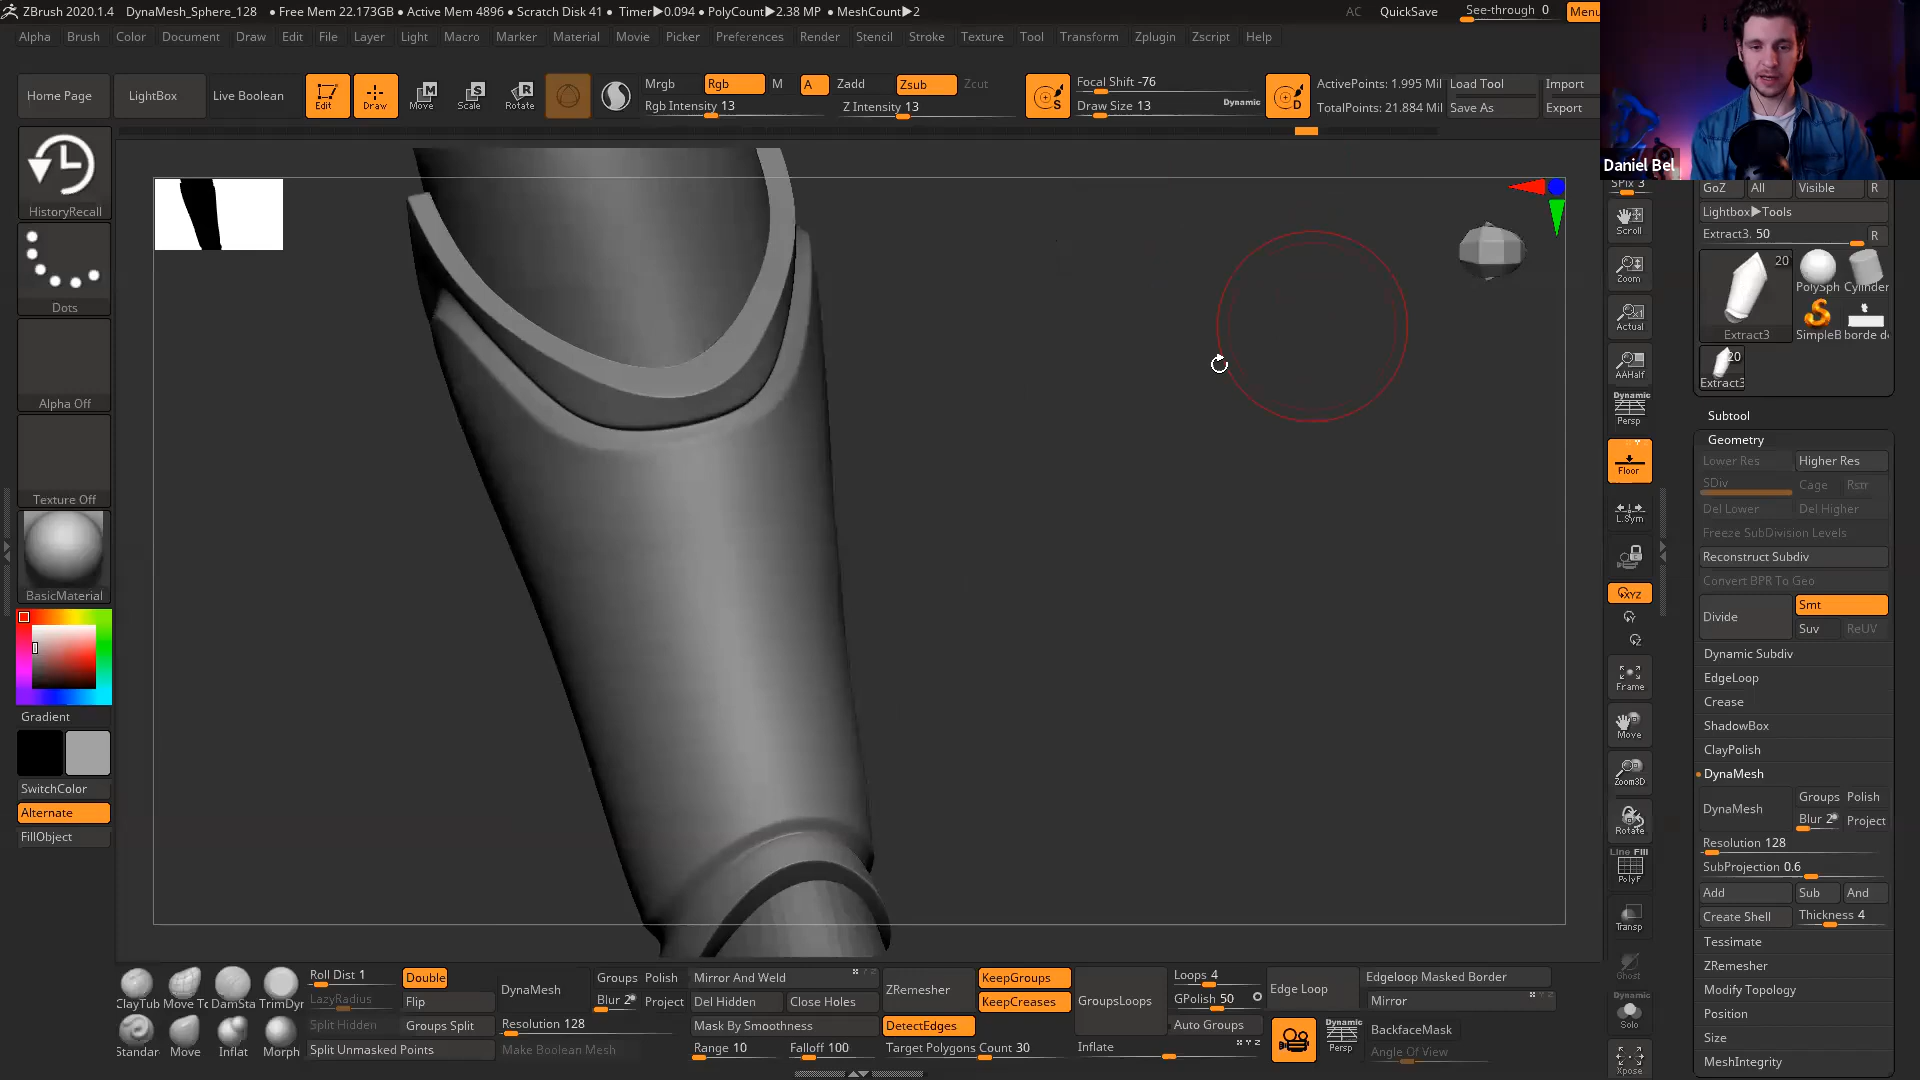 ZBrush 2020.1.4 DynaMesh_Sphere_128 ● Free Mem 22.173GB ● Active Mem 4896 ● Scratch Disk 41 ● Timer▶0.094 ● PolyCount▶2.38 MP ● MeshCount▶2 AC QuickSave See-through 0 Menu
Alpha Brush Color Document Draw Edit File Layer Light Macro Marker Material Movie Picker Preferences Render Stencil Stroke Texture Tool Transform Zplugin Zscript Help
Home Page LightBox Live Boolean Edit Draw Move Scale Rotate
Mrgb Rgb M A Zadd Zsub Zcut
Rgb Intensity 13 Z Intensity 13
Focal Shift -76
Draw Size 13 Dynamic
ActivePoints: 1.995 Mil Load Tool Import
TotalPoints: 21.884 Mil Save As Export
Daniel Bel
HistoryRecall
Dots
Alpha Off
Texture Off
BasicMaterial
Gradient
SwitchColor
Alternate
FillObject
SPix 3
Scroll
Zoom
Actual
AAHalf
Dynamic
Persp
Floor
L.Sym
XYZ
Frame
Move
Zoom3D
Rotate
Line Fill
PolyF
Transp
Ghost
Dynamic
Solo
Xpose
GoZ All Visible R
Lightbox▶Tools
Extract3. 50 R
20
PolySph Cylinder
Extract3 SimpleB borde d
20
Extract3
Subtool
Geometry
Lower Res Higher Res
SDiv Cage Rstr
Del Lower Del Higher
Freeze SubDivision Levels
Reconstruct Subdiv
Convert BPR To Geo
Divide Smt
Suv ReUV
Dynamic Subdiv
EdgeLoop
Crease
ShadowBox
ClayPolish
DynaMesh
DynaMesh Groups Polish
Blur 2 Project
Resolution 128
SubProjection 0.6
Add Sub And
Create Shell Thickness 4
Tessimate
ZRemesher
Modify Topology
Position
Size
MeshIntegrity
ClayTub Move To DamSta TrimDyn
Standar Move Inflat Morph
Roll Dist 1 Double
LazyRadius Flip
Split Hidden Groups Split
Split Unmasked Points
DynaMesh Groups Polish
Blur 2 Project
Resolution 128
Make Boolean Mesh
Mirror And Weld
Del Hidden Close Holes
Mask By Smoothness
Range 10 Falloff 100
ZRemesher KeepGroups
KeepCreases
DetectEdges
Target Polygons Count 30
GroupsLoops
Inflate
Loops 4
GPolish 50
Auto Groups
Edge Loop
Edgeloop Masked Border
Mirror
Dynamic
Persp
BackfaceMask
Angle Of View